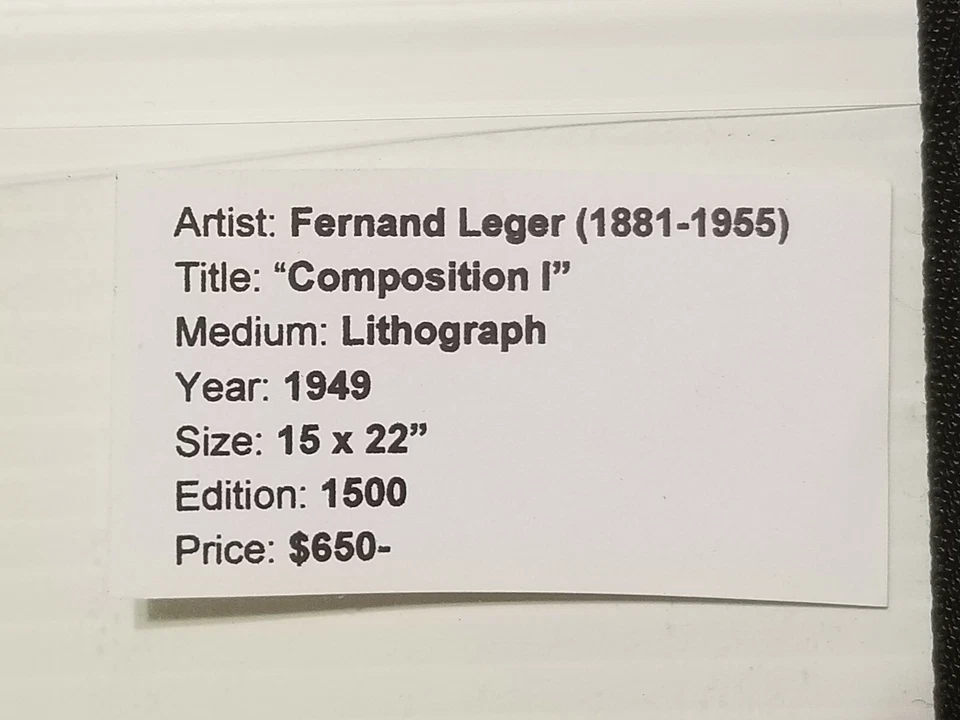 Artist: Fernand Leger (1881-1955)
Title: “Composition I”
Medium: Lithograph
Year: 1949
Size: 15 x 22”
Edition: 1500
Price: $650-